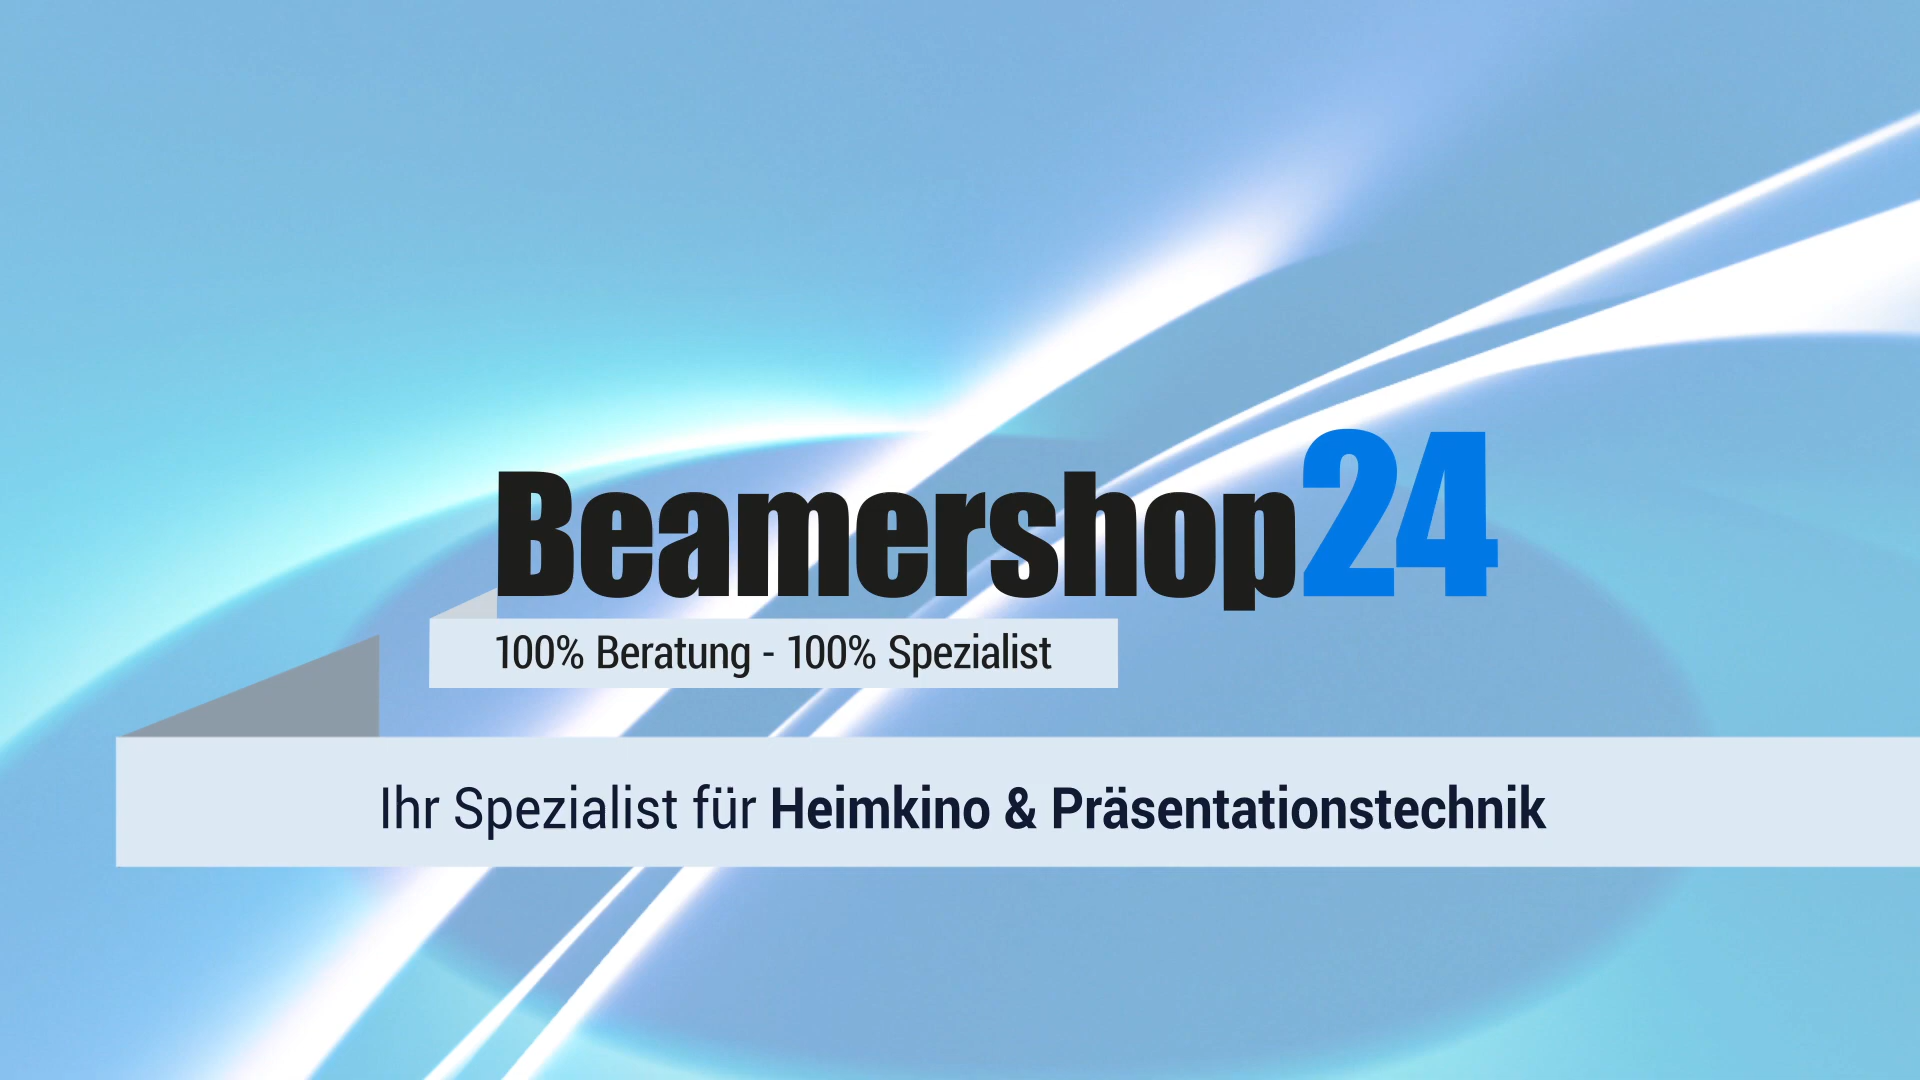 Beamershop24
100% Beratung - 100% Spezialist
Ihr Spezialist für Heimkino & Präsentationstechnik